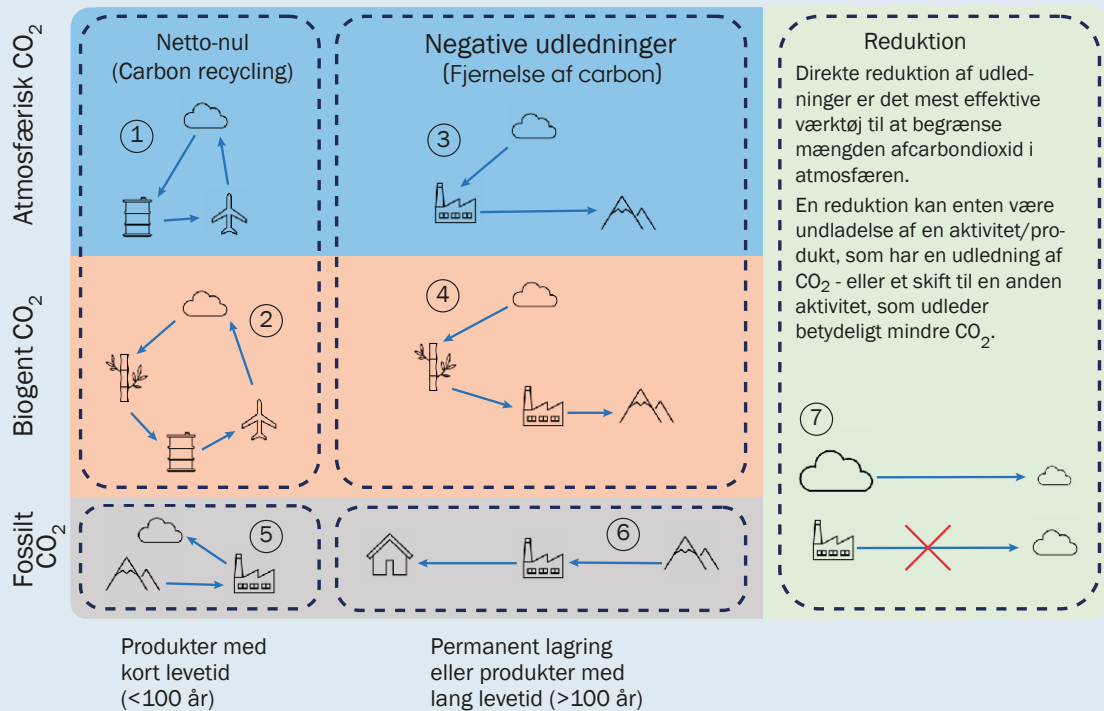 Atmosfærisk CO2
Netto-nul
(Carbon recycling)
1
Negative udledninger
(Fjernelse af carbon)
3
Reduktion
Direkte reduktion af udled-
ninger er det mest effektive
værktøj til at begrænse
mængden afcarbondioxid i
atmosfæren.
En reduktion kan enten være
undladelse af en aktivitet/pro-
dukt, som har en udledning af
CO2 - eller et skift til en anden
aktivitet, som udleder
betydeligt mindre CO2.
7
Biogent CO2
2
4
Fossilt
CO2
5
6
Produkter med
kort levetid
(<100 år)
Permanent lagring
eller produkter med
lang levetid (>100 år)